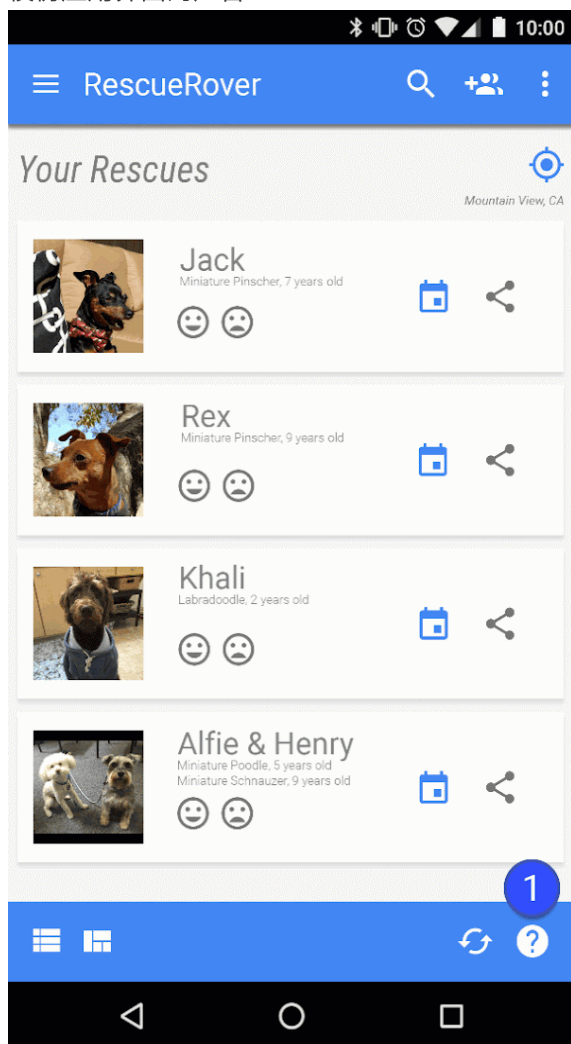 10:00
RescueRover
Your Rescues
Mountain View, CA
Jack
Miniature Pinscher, 7 years old
Rex
Miniature Pinscher, 9 years old
Khali
Labradoodle, 2 years old
Alfie & Henry
Miniature Poodle, 5 years old
Miniature Schnauzer, 9 years old
1
?